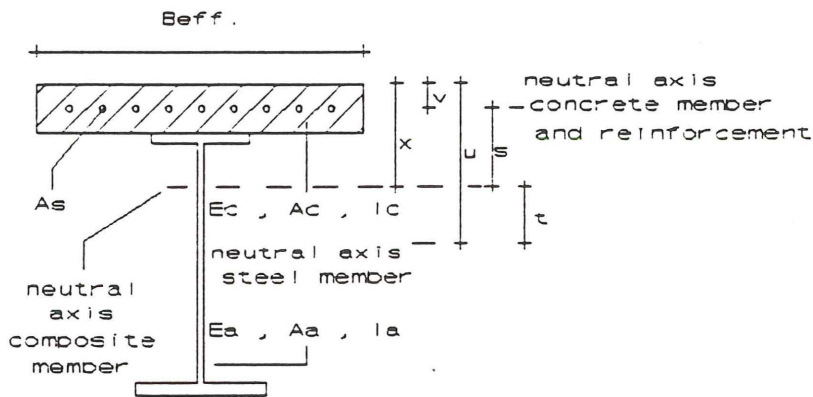 Beff.
neutral axis
concrete member
and reinforcement
v
x
u
s
As
Ec , Ac , Ic
t
neutral axis
steel member
neutral
axis
composite
member
Ea , Aa , Ia